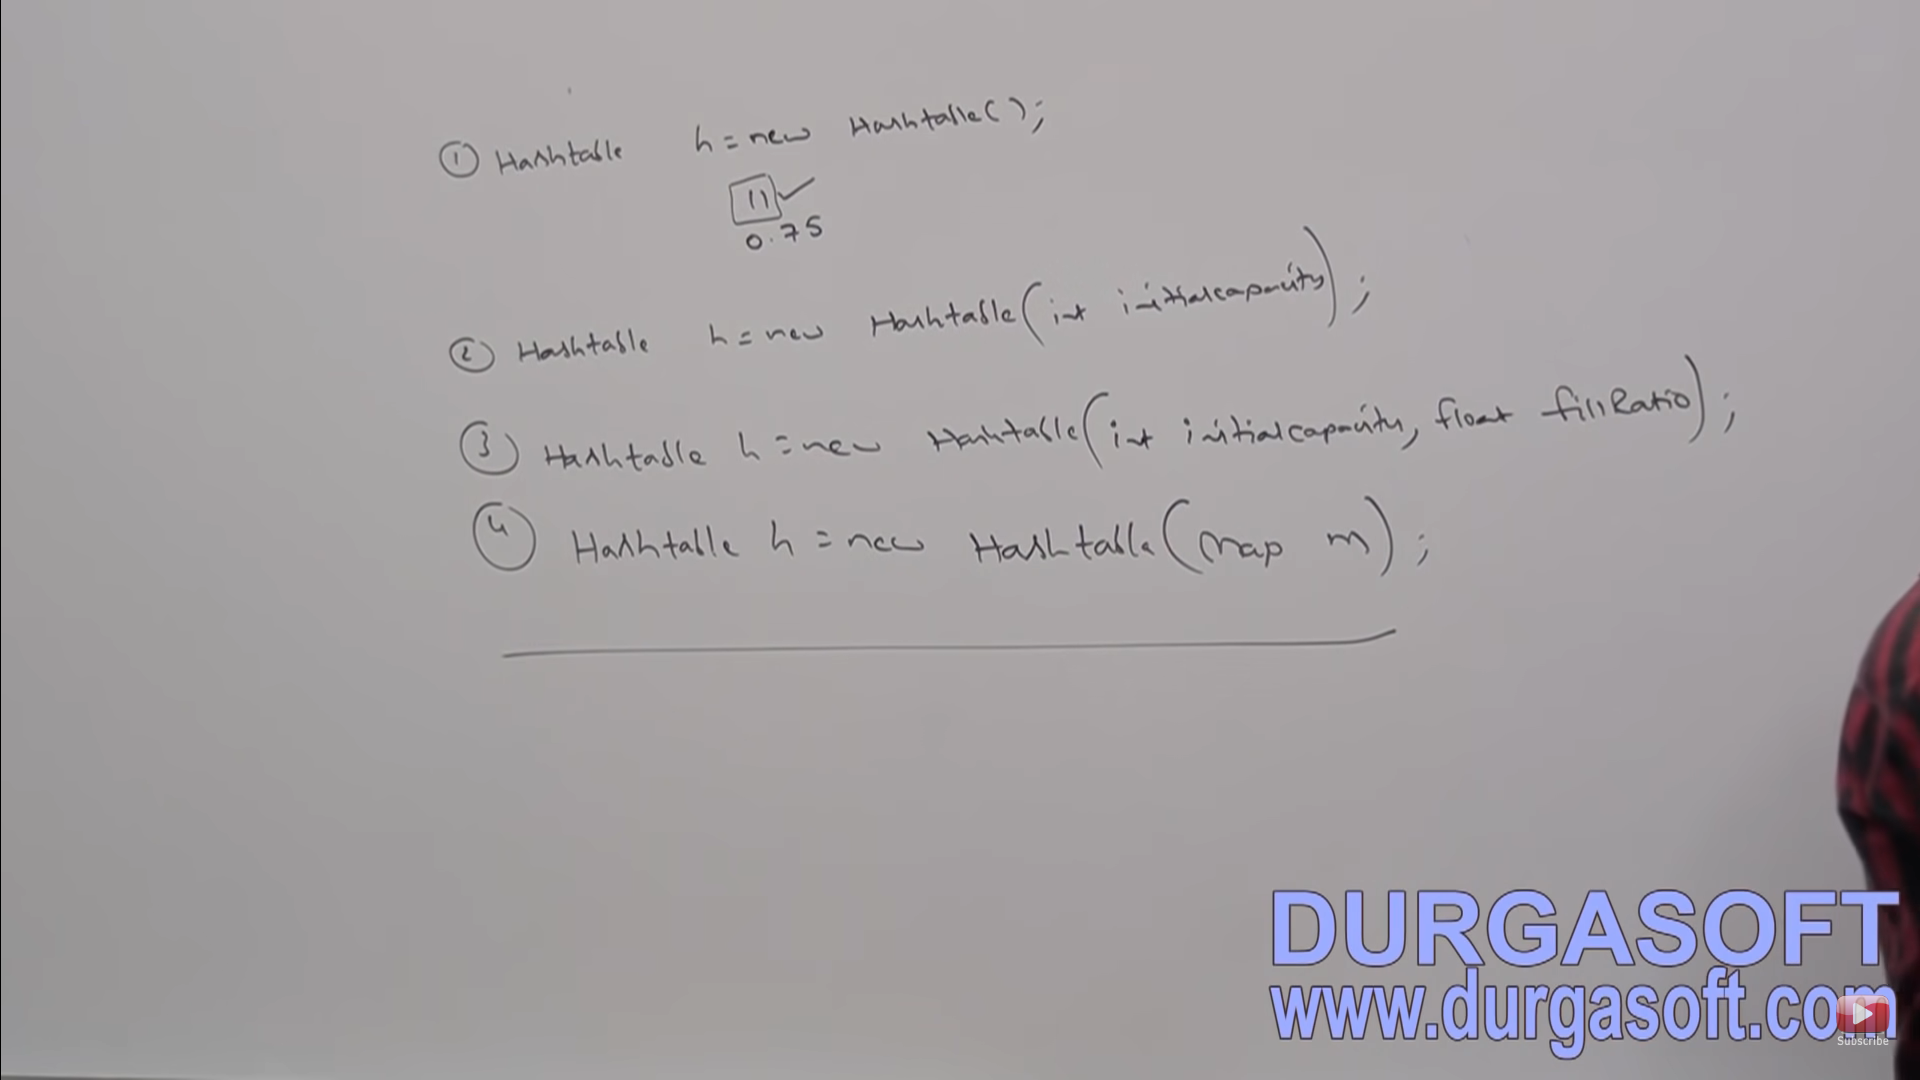 ① Hashtable h = new Hashtable();
11 ✓
0.75
② Hashtable h = new Hashtable(int initialcapacity);
③ Hashtable h = new Hashtable(int initialcapacity, float fillRatio);
④ Hashtable h = new Hashtable(Map m);
DURGASOFT
www.durgasoft.com
Subscribe